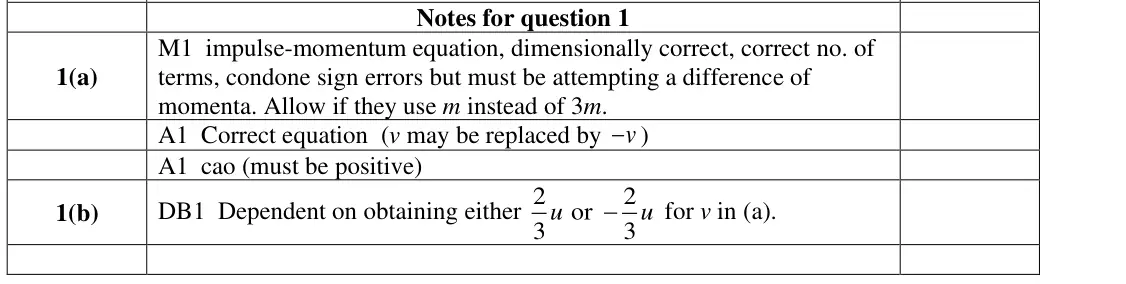 Notes for question 1
1(a)
M1 impulse-momentum equation, dimensionally correct, correct no. of
terms, condone sign errors but must be attempting a difference of
momenta. Allow if they use m instead of 3m.
A1 Correct equation (v may be replaced by −v)
A1 cao (must be positive)
1(b)
DB1 Dependent on obtaining either 2/3 u or −2/3 u for v in (a).